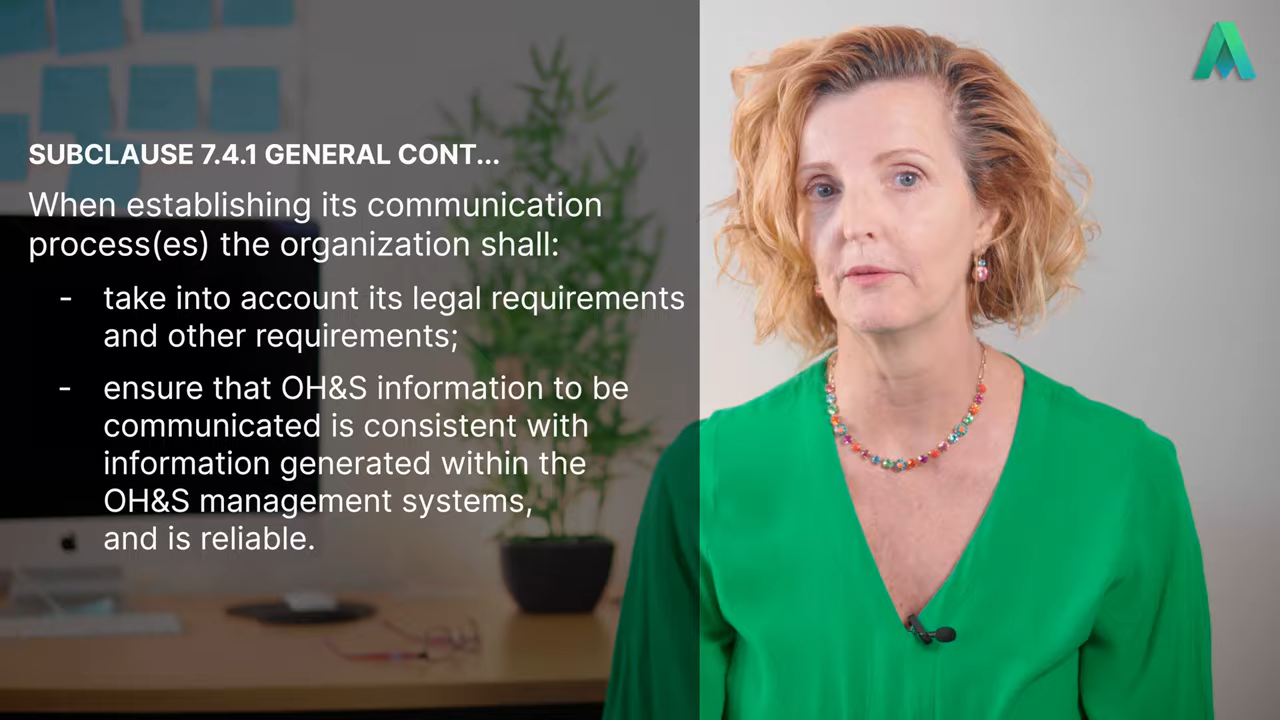 SUBCLAUSE 7.4.1 GENERAL CONT...
When establishing its communication
process(es) the organization shall:
- take into account its legal requirements
and other requirements;
- ensure that OH&S information to be
communicated is consistent with
information generated within the
OH&S management systems,
and is reliable.